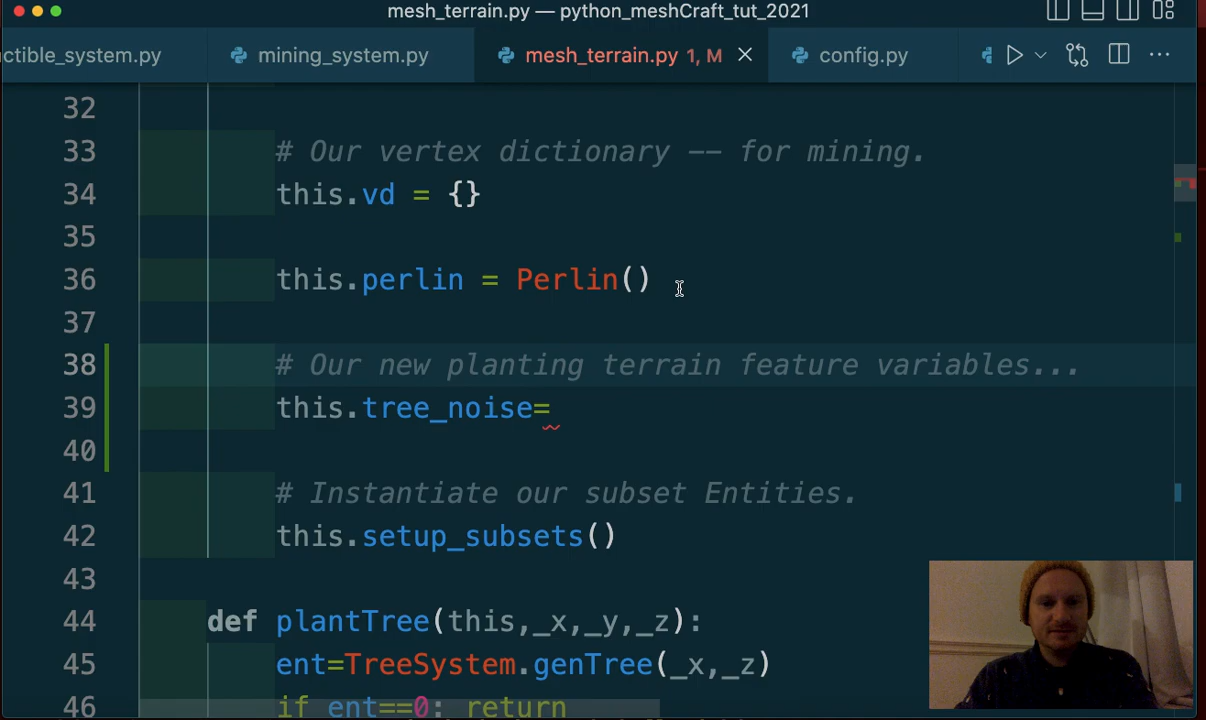 mesh_terrain.py — python_meshCraft_tut_2021
ctible_system.py mining_system.py mesh_terrain.py 1, M config.py
32
33 # Our vertex dictionary -- for mining.
34 this.vd = {}
35
36 this.perlin = Perlin()
37
38 # Our new planting terrain feature variables...
39 this.tree_noise=
40
41 # Instantiate our subset Entities.
42 this.setup_subsets()
43
44 def plantTree(this,_x,_y,_z):
45 ent=TreeSystem.genTree(_x,_z)
46 if ent==0: return